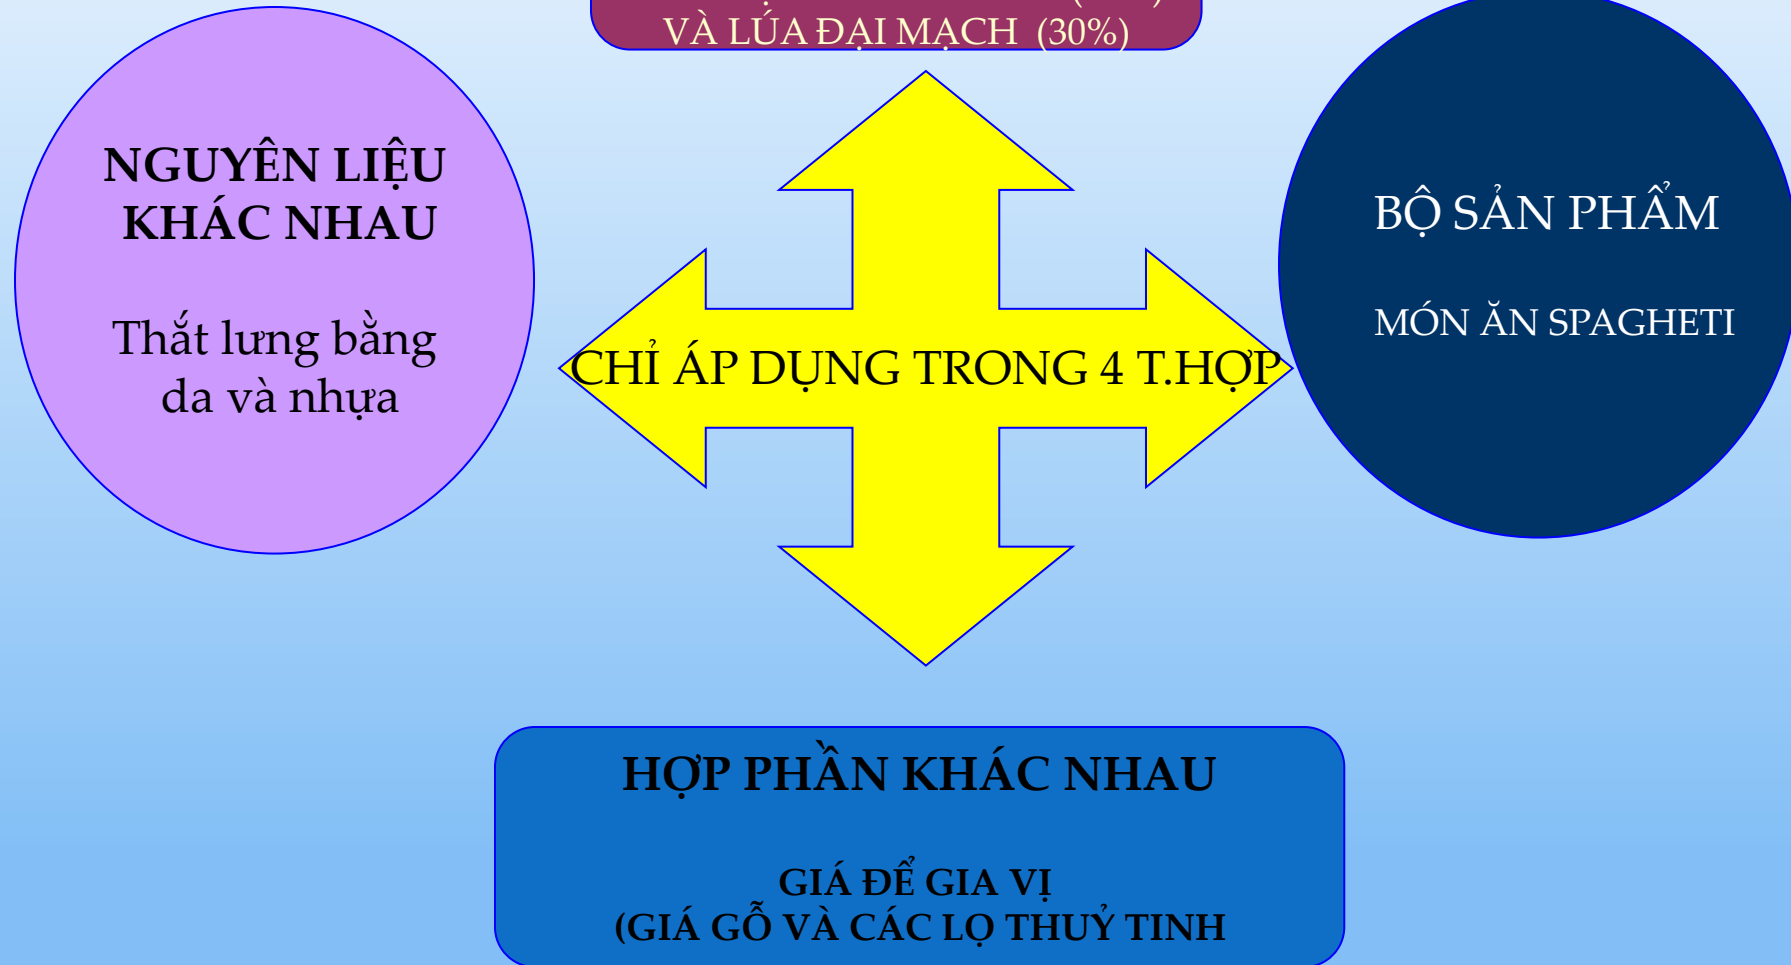 VÀ LÚA ĐẠI MẠCH (30%)
NGUYÊN LIỆU
KHÁC NHAU
Thắt lưng bằng
da và nhựa
CHỈ ÁP DỤNG TRONG 4 T.HỢP
BỘ SẢN PHẨM
MÓN ĂN SPAGHETI
HỢP PHẦN KHÁC NHAU
GIÁ ĐỂ GIA VỊ
(GIÁ GỖ VÀ CÁC LỌ THUỶ TINH